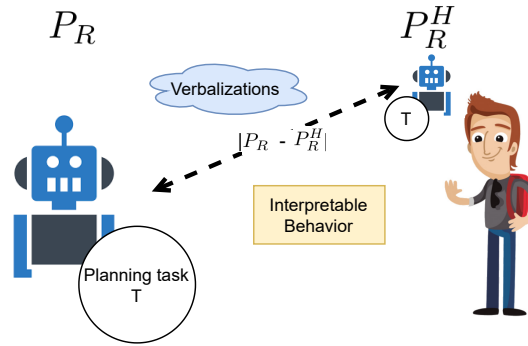 P_R
P_R^H
Verbalizations
T
|P_R - P_R^H|
Interpretable
Behavior
Planning task
T